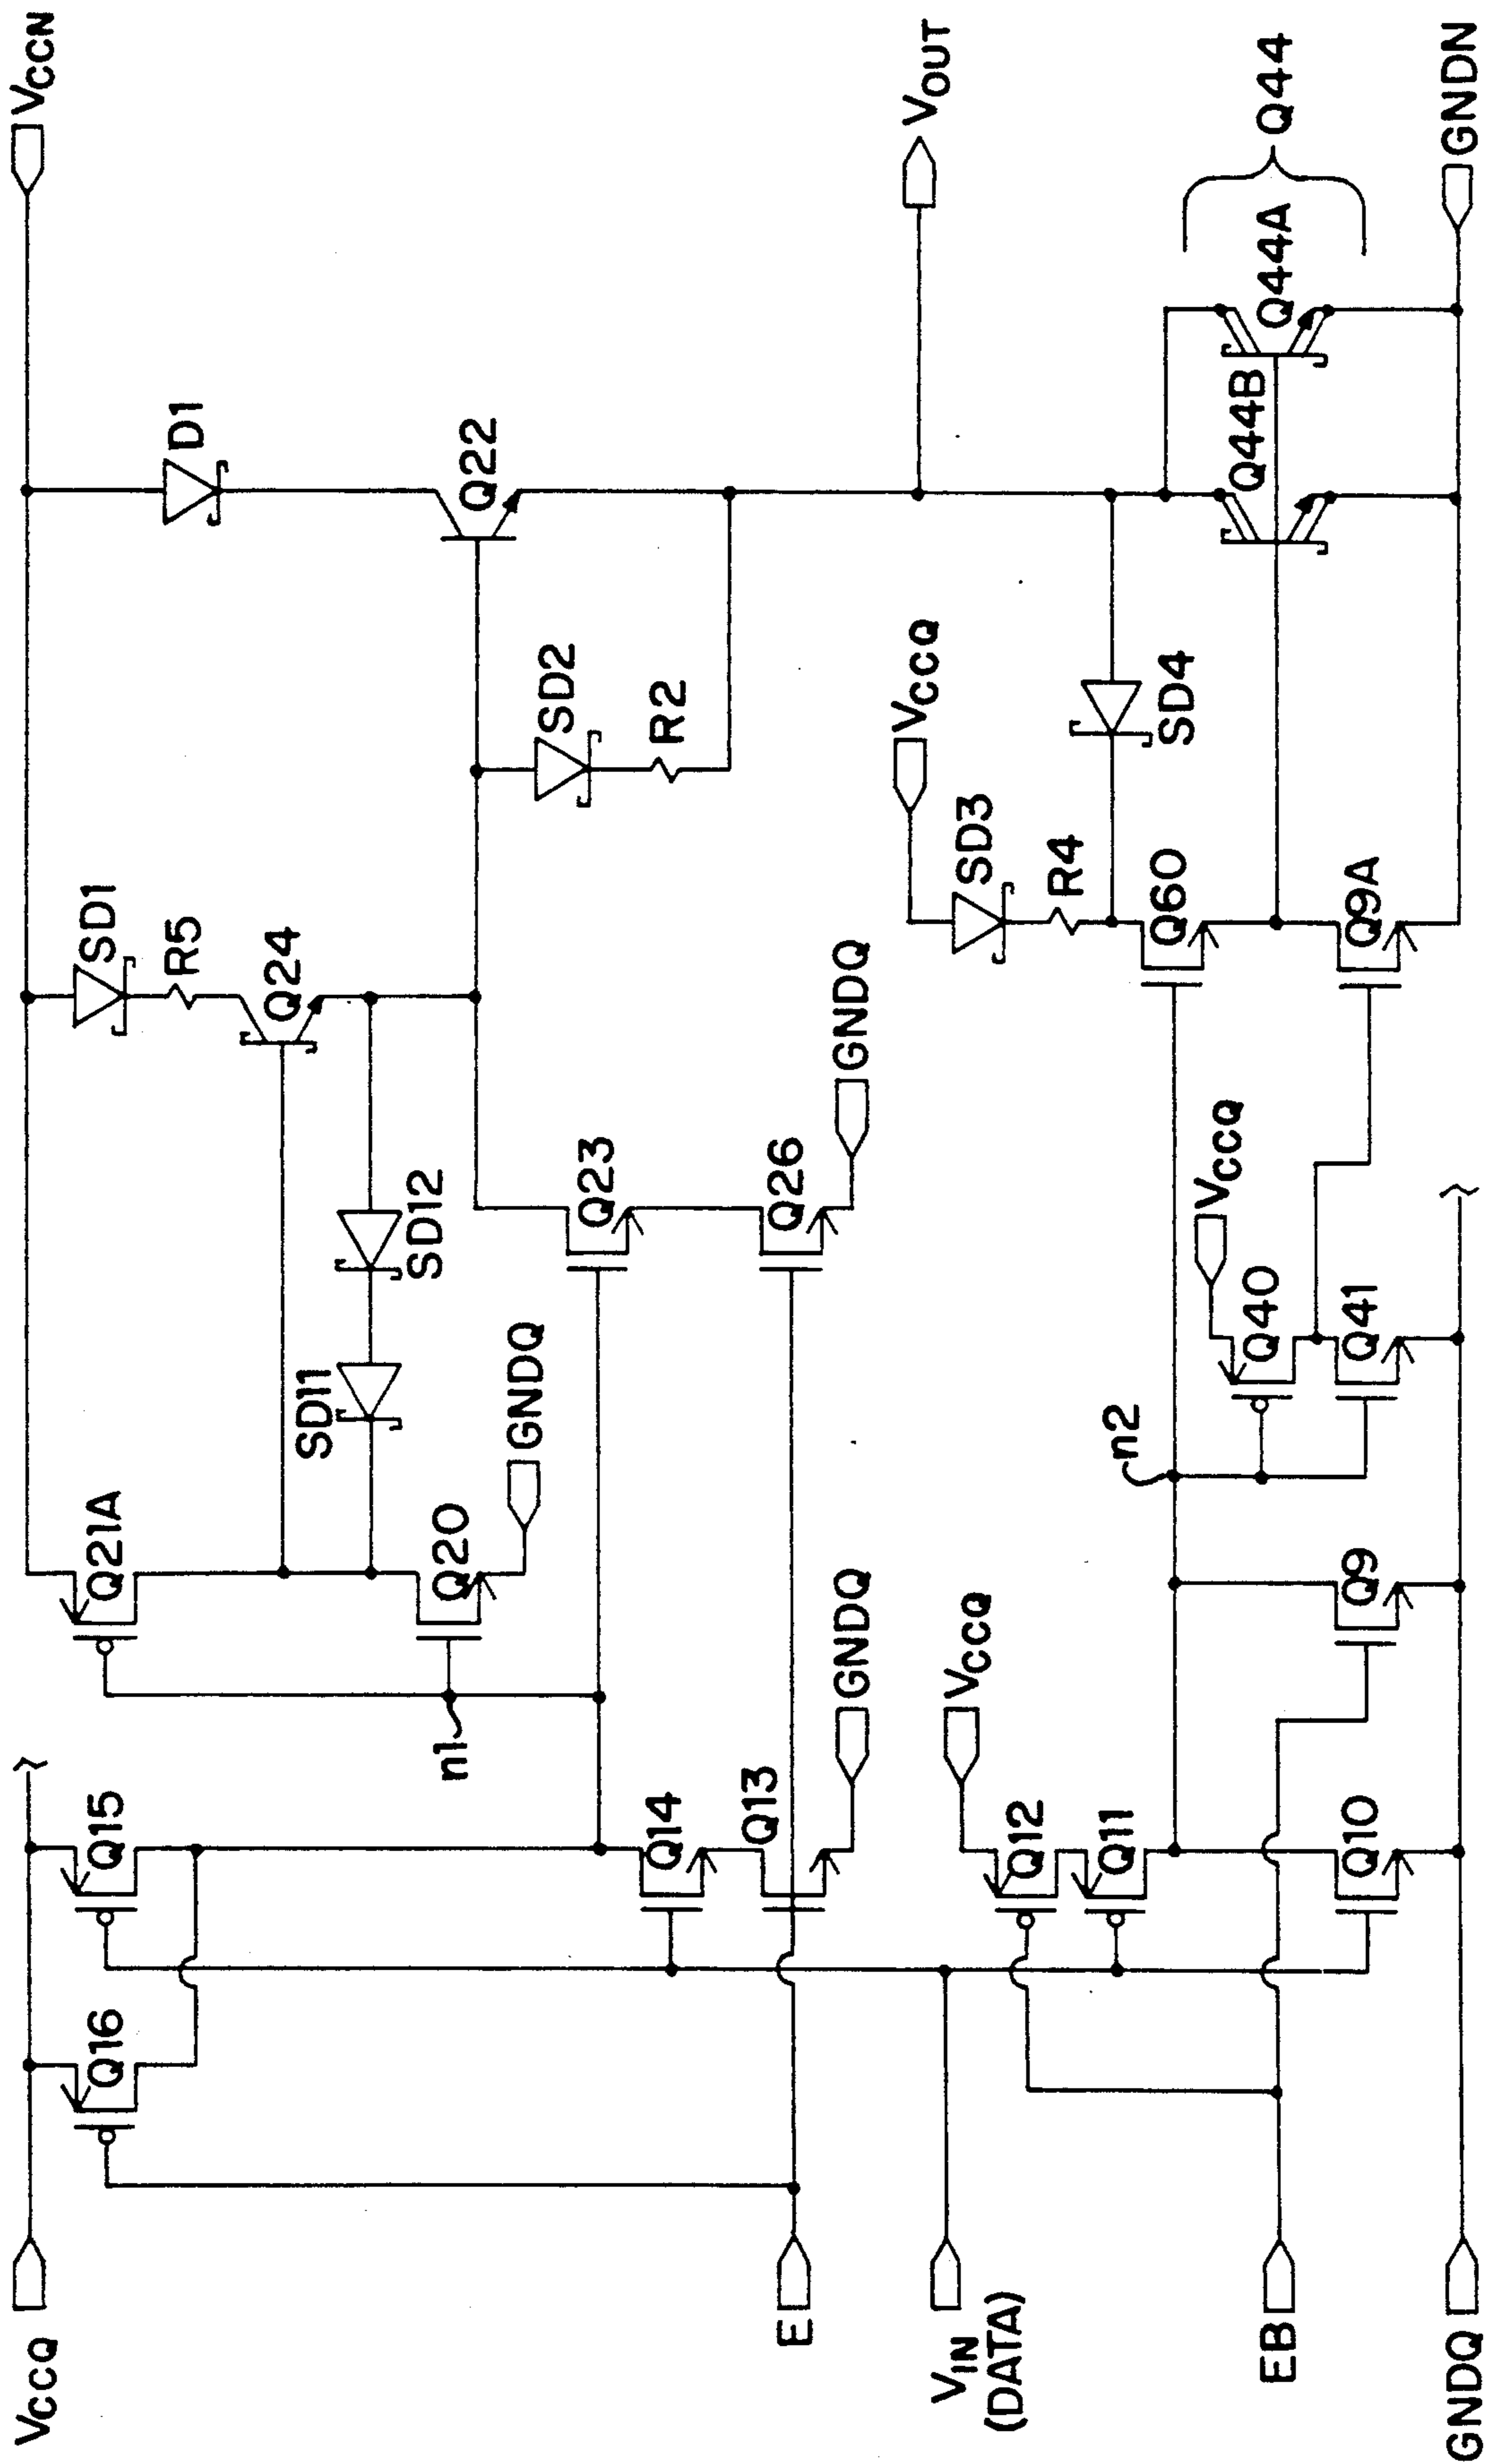 VCCN
VCCQ
D1
SD1
R5
Q24
Q22
Q21A
Q15
Q16
SD11
SD12
Q20
GNDQ
n1
SD2
R2
Q23
Q14
Q26
Q13
GNDQ
GNDQ
E
VOUT
VCCQ
VIN
(DATA)
VCCQ
SD3
R4
SD4
Q12
Q11
n2
Q60
VCCQ
Q40
Q41
Q44B
Q44A
Q44
EB
Q10
Q9
Q9A
GNDQ
GNDN